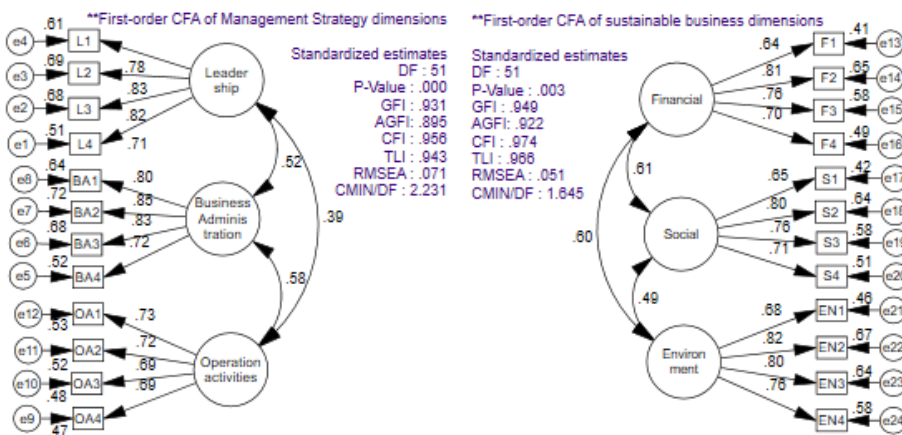 **First-order CFA of Management Strategy dimensions
Standardized estimates
DF : 51
P-Value : .000
GFI : .931
AGFI: .895
CFI : .956
TLI : .943
RMSEA : .071
CMIN/DF : 2.231
e4 .61 L1 .78
e3 .69 L2 .83
e2 .68 L3 .82
e1 .51 L4 .71
Leader
ship
e8 .64 BA1 .80
e7 .72 BA2 .85
e6 .68 BA3 .83
e5 .52 BA4 .72
Business
Adminis
tration
e12 .53 OA1 .73
e11 .52 OA2 .72
e10 .48 OA3 .69
e9 .47 OA4 .69
Operation
activities
.52
.39
.58
**First-order CFA of sustainable business dimensions
Standardized estimates
DF : 51
P-Value : .003
GFI : .949
AGFI: .922
CFI : .974
TLI : .966
RMSEA : .051
CMIN/DF : 1.645
Financial
.64 F1 .41 e13
.81 F2 .65 e14
.76 F3 .58 e15
.70 F4 .49 e16
Social
.65 S1 .42 e17
.80 S2 .64 e18
.76 S3 .58 e19
.71 S4 .51 e20
Environ
ment
.68 EN1 .46 e21
.82 EN2 .67 e22
.80 EN3 .64 e23
.76 EN4 .58 e24
.61
.60
.49